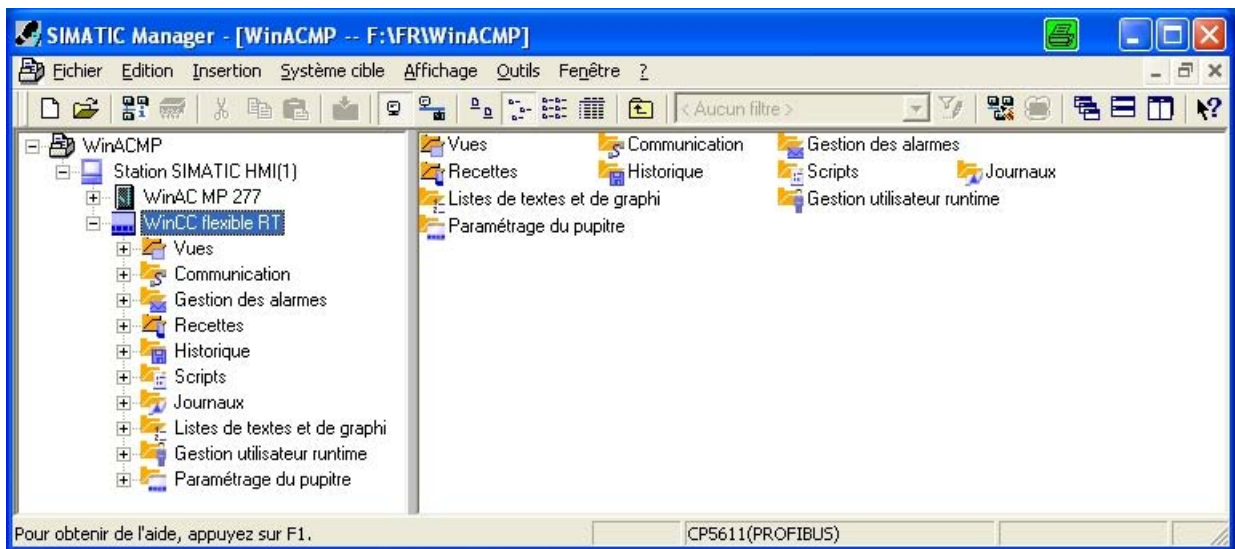 SIMATIC Manager - [WinACMP -- F:\FR\WinACMP]
Fichier Edition Insertion Système cible Affichage Outils Fenêtre ?
< Aucun filtre >
WinACMP
Station SIMATIC HMI(1)
WinAC MP 277
WinCC flexible RT
Vues
Communication
Gestion des alarmes
Recettes
Historique
Scripts
Journaux
Listes de textes et de graphi
Gestion utilisateur runtime
Paramétrage du pupitre
Vues Communication Gestion des alarmes
Recettes Historique Scripts Journaux
Listes de textes et de graphi Gestion utilisateur runtime
Paramétrage du pupitre
Pour obtenir de l'aide, appuyez sur F1. CP5611(PROFIBUS)